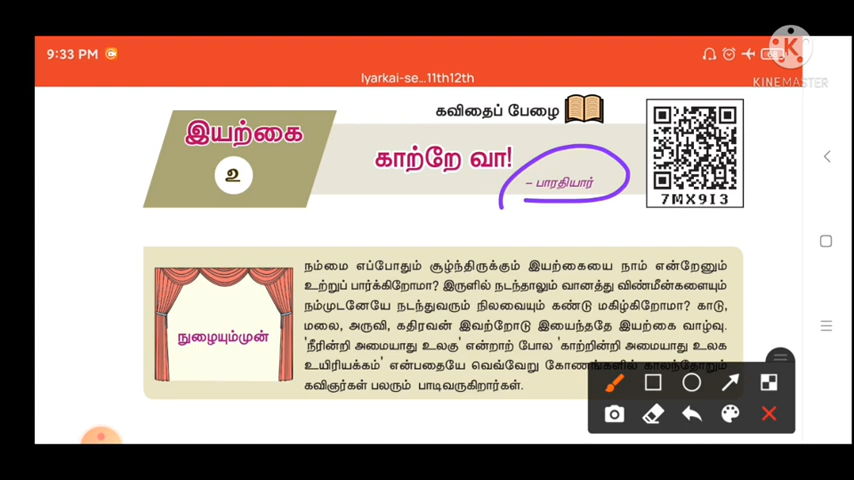 9:33 PM
KINEMASTER
Iyarkai-se...11th12th
கவிதைப் பேழை
இயற்கை
உ
காற்றே வா!
– பாரதியார்
7MX9I3
நம்மை எப்போதும் சூழ்ந்திருக்கும் இயற்கையை நாம் என்றேனும்
உற்றுப் பார்க்கிறோமா? இருளில் நடந்தாலும் வானத்து விண்மீன்களையும்
நம்முடனேயே நடந்துவரும் நிலவையும் கண்டு மகிழ்கிறோமா? காடு,
மலை, அருவி, கதிரவன் இவற்றோடு இயைந்ததே இயற்கை வாழ்வு.
'நீரின்றி அமையாது உலகு' என்றாற் போல 'காற்றின்றி அமையாது உலக
உயிரியக்கம்' என்பதையே வெவ்வேறு கோணங்களில் காலந்தோறும்
கவிஞர்கள் பலரும் பாடிவருகிறார்கள்.
நுழையும்முன்